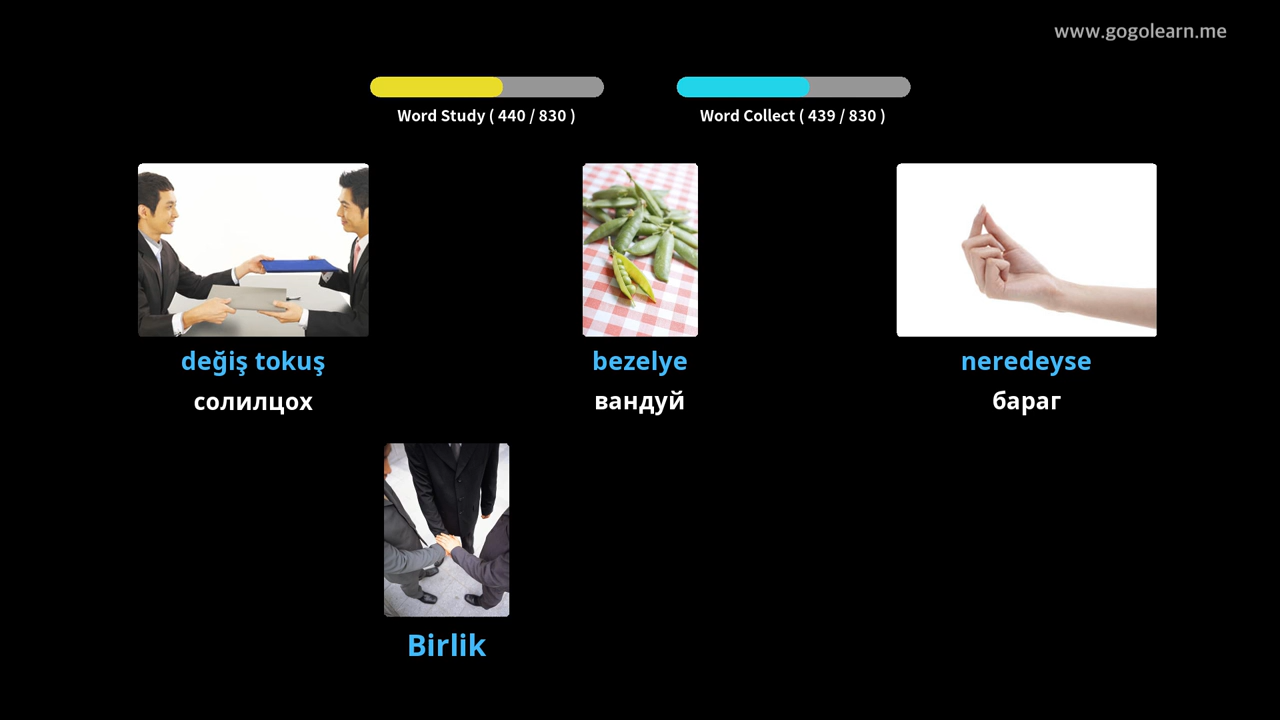 www.gogolearn.me
Word Study ( 440 / 830 )
Word Collect ( 439 / 830 )
değiş tokuş
bezelye
neredeyse
солилцох
вандуй
бараг
Birlik